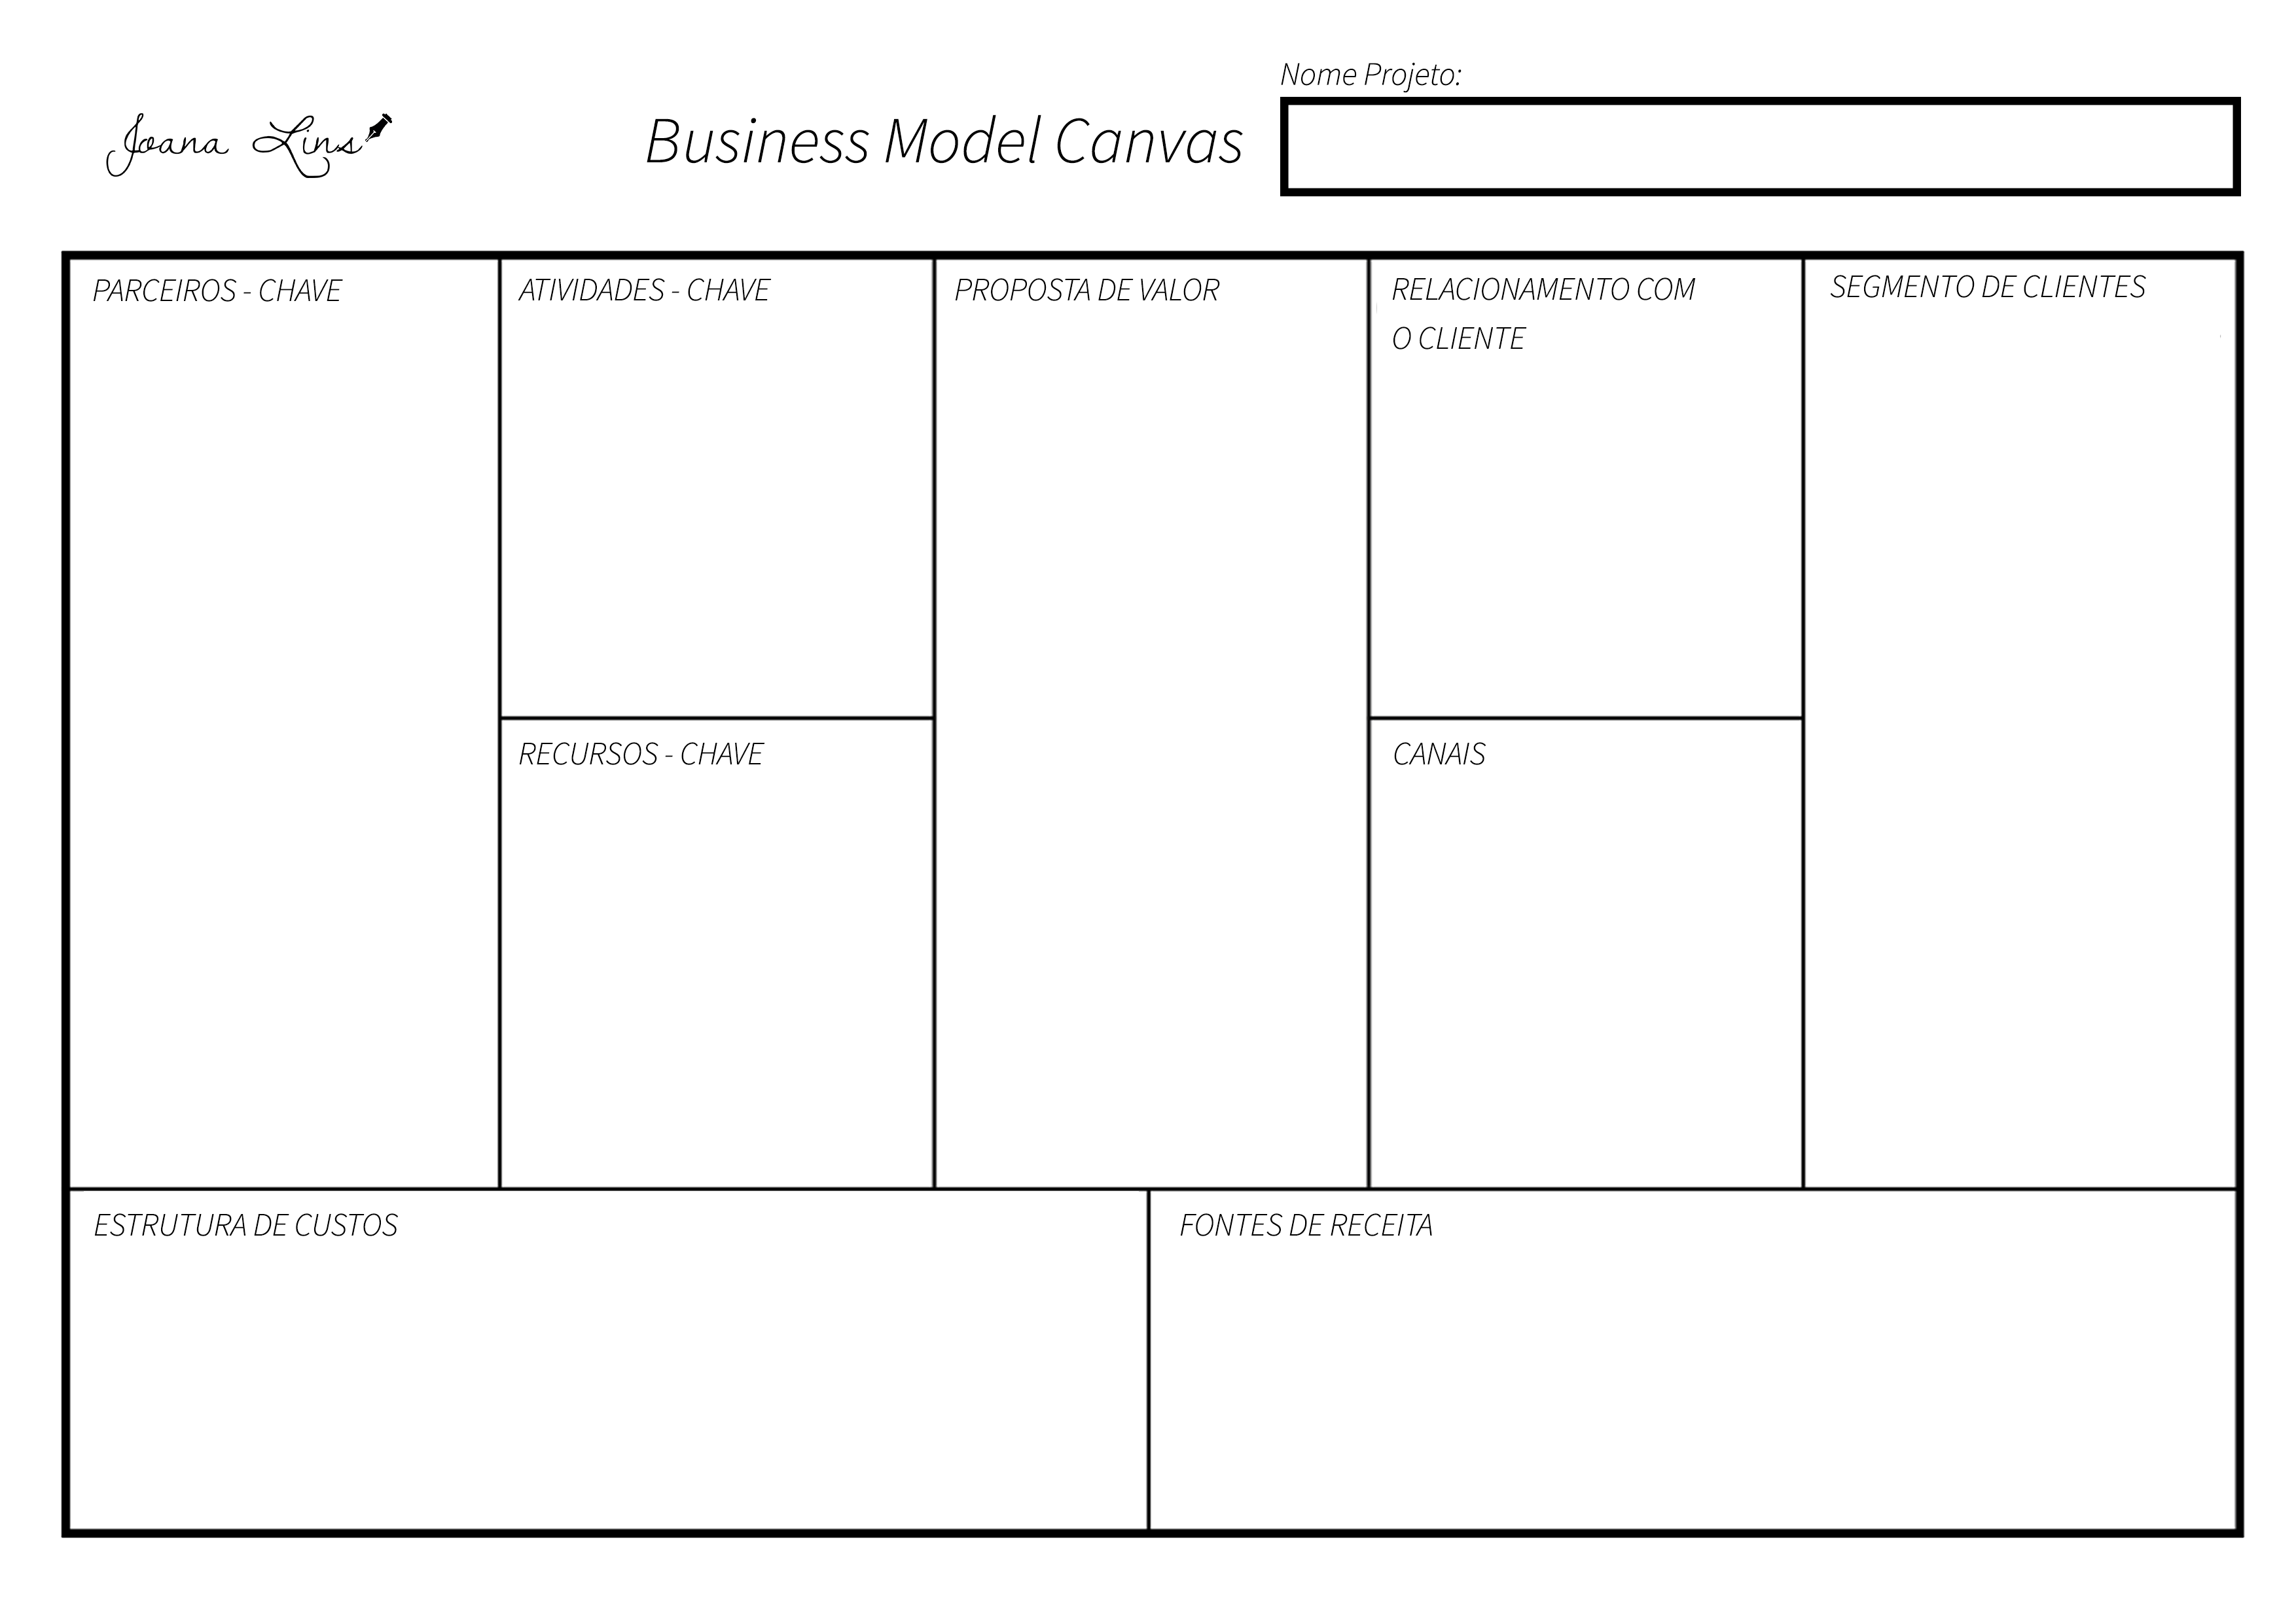 Nome Projeto:
Joana Lins
Business Model Canvas
PARCEIROS - CHAVE
ATIVIDADES - CHAVE
PROPOSTA DE VALOR
RELACIONAMENTO COM
O CLIENTE
SEGMENTO DE CLIENTES
RECURSOS - CHAVE
CANAIS
ESTRUTURA DE CUSTOS
FONTES DE RECEITA